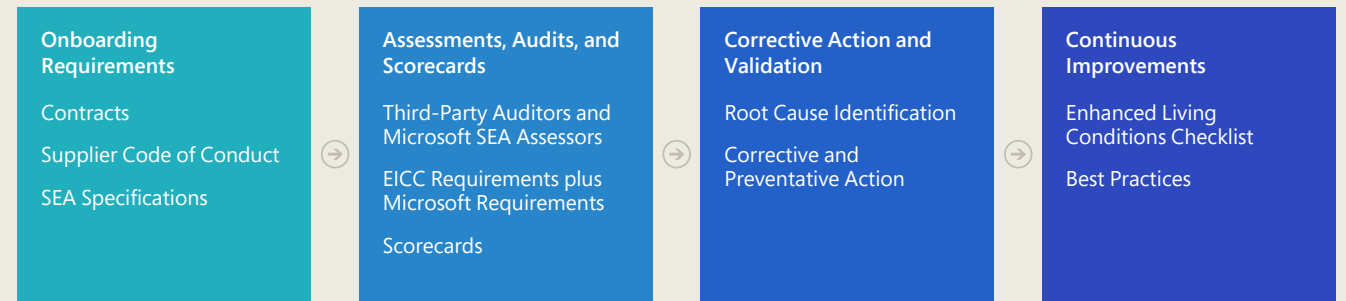 Onboarding
Requirements
Contracts
Supplier Code of Conduct
SEA Specifications
Assessments, Audits, and
Scorecards
Third-Party Auditors and
Microsoft SEA Assessors
EICC Requirements plus
Microsoft Requirements
Scorecards
Corrective Action and
Validation
Root Cause Identification
Corrective and
Preventative Action
Continuous
Improvements
Enhanced Living
Conditions Checklist
Best Practices